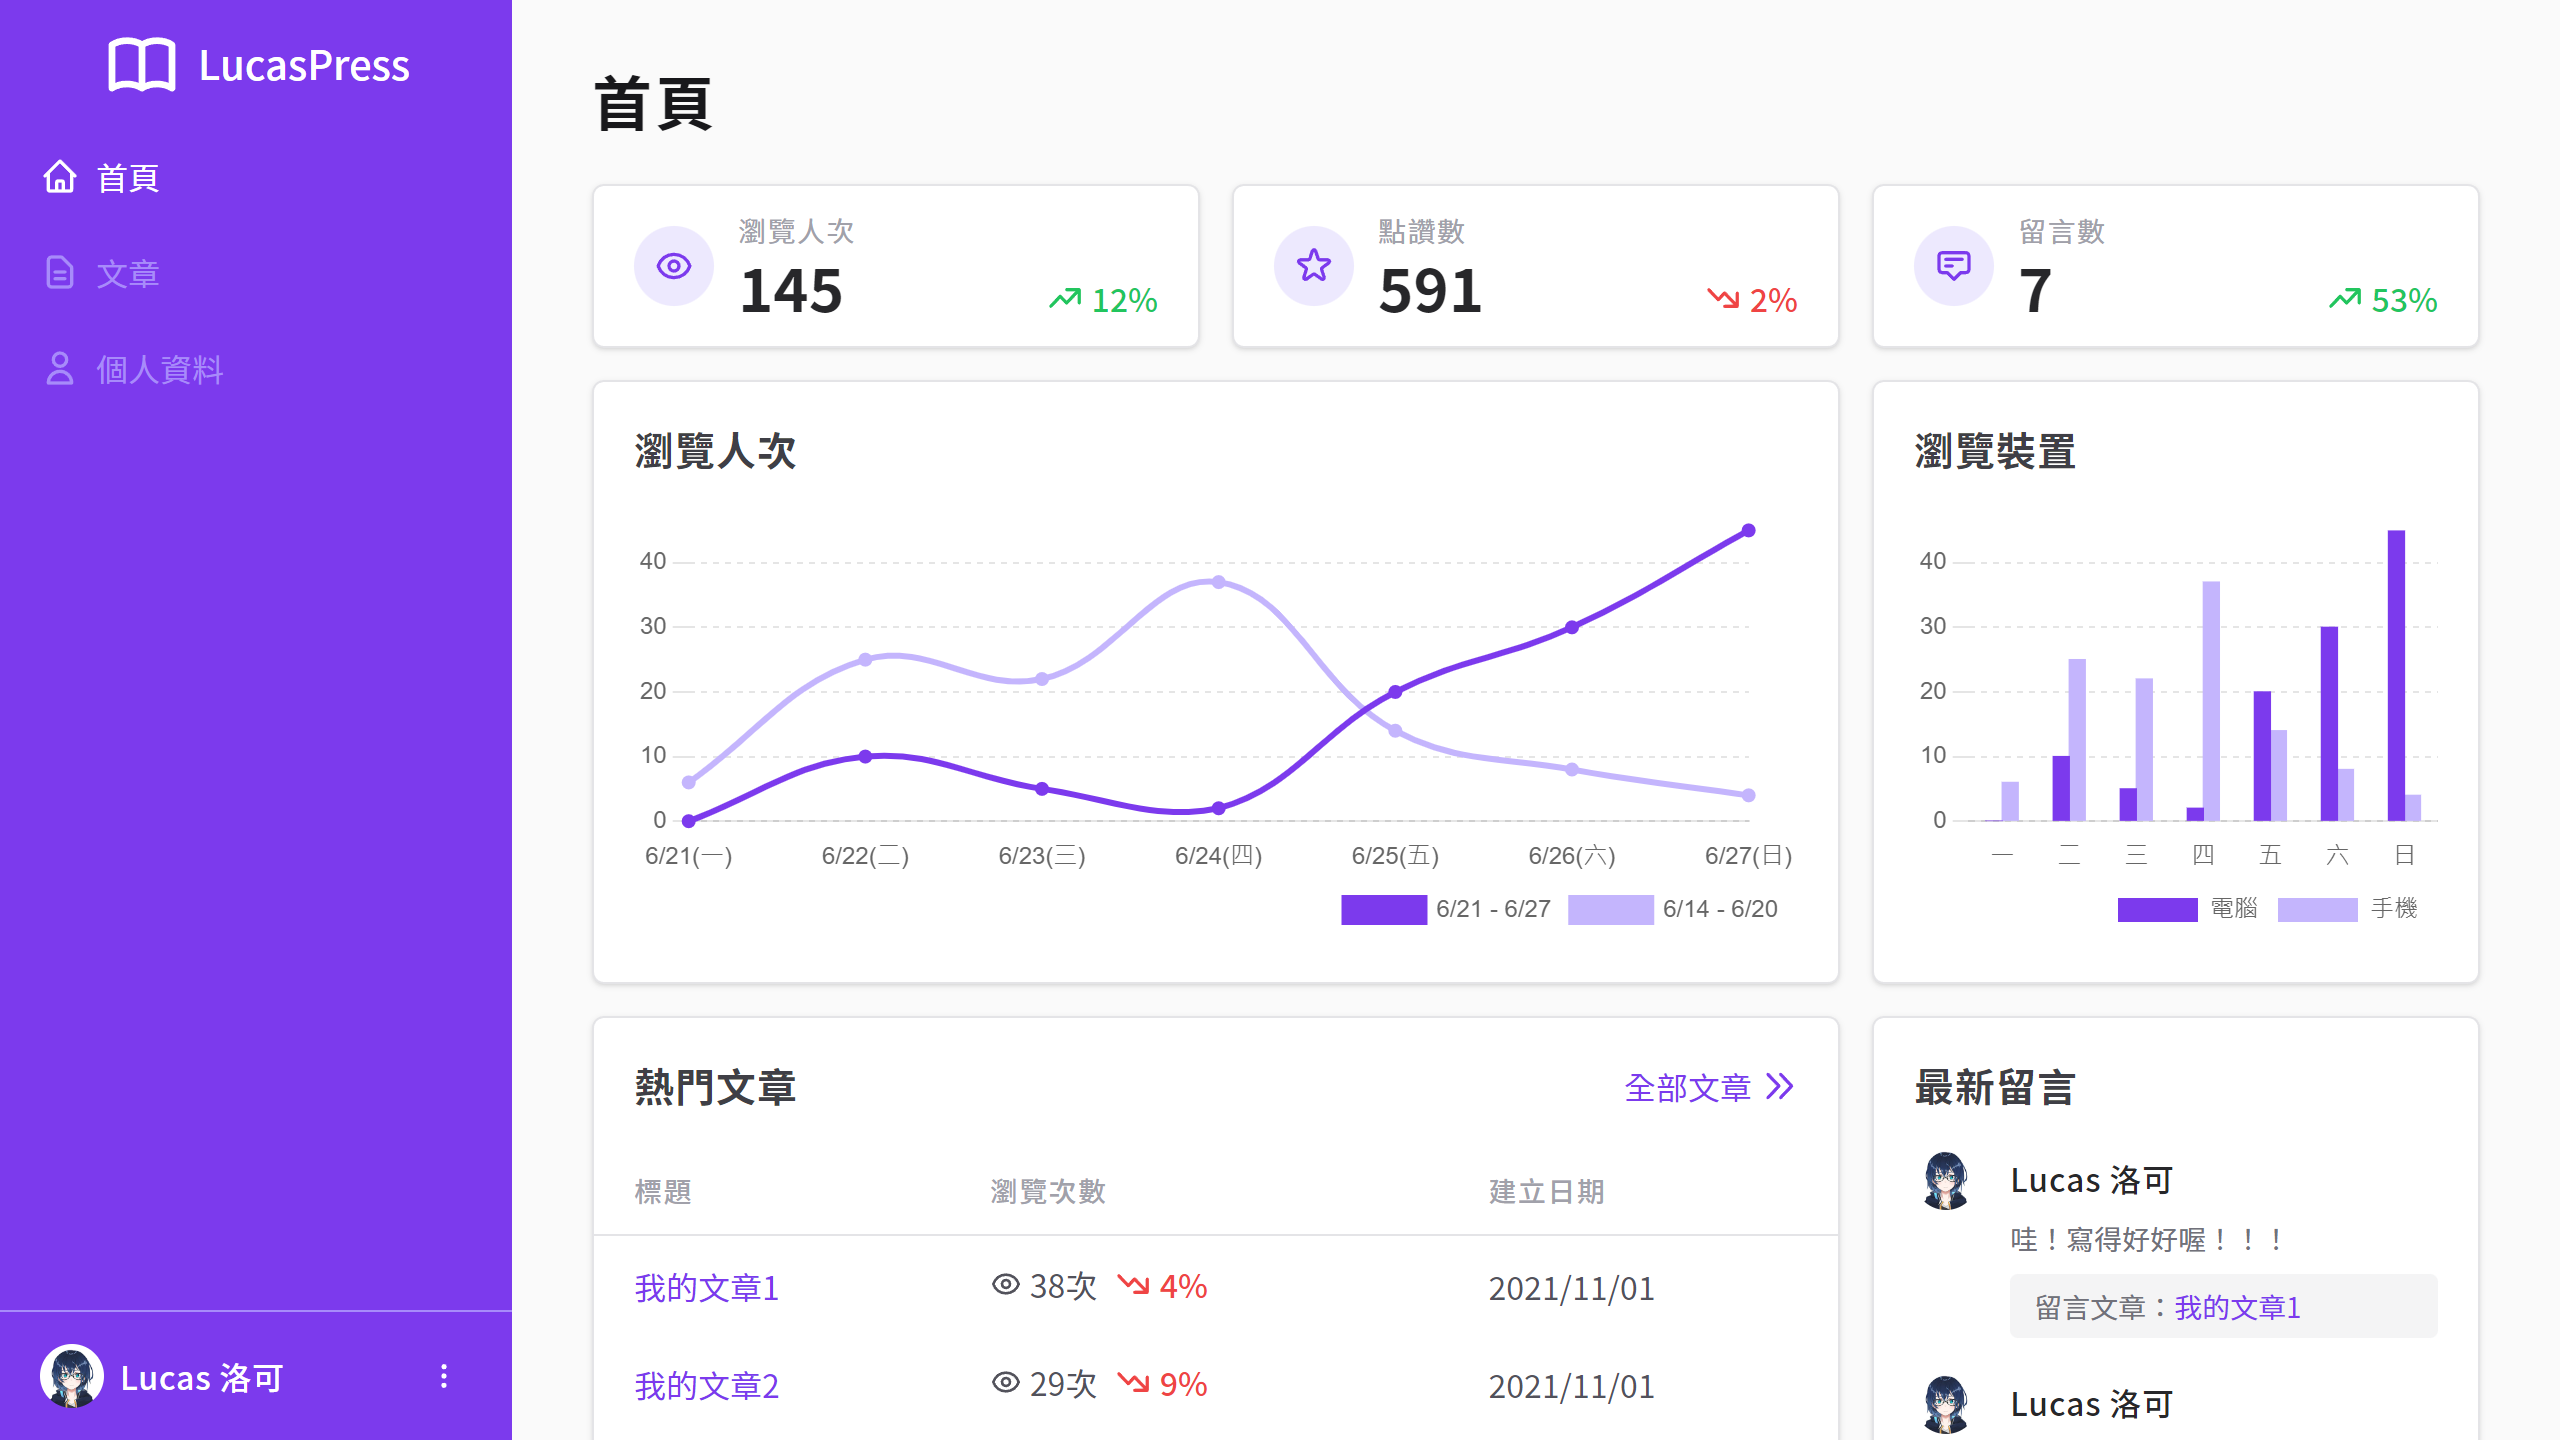 LucasPress
首頁
文章
個人資料
Lucas 洛可
首頁
瀏覽人次
145
12%
點讚數
591
2%
留言數
7
53%
瀏覽人次
40
30
20
10
0
6/21(一) 6/22(二) 6/23(三) 6/24(四) 6/25(五) 6/26(六) 6/27(日)
6/21 - 6/27 6/14 - 6/20
瀏覽裝置
40
30
20
10
0
一 二 三 四 五 六 日
電腦 手機
熱門文章 全部文章
標題 瀏覽次數 建立日期
我的文章1 38次 4% 2021/11/01
我的文章2 29次 9% 2021/11/01
最新留言
Lucas 洛可
哇！寫得好好喔！！！
留言文章：我的文章1
Lucas 洛可